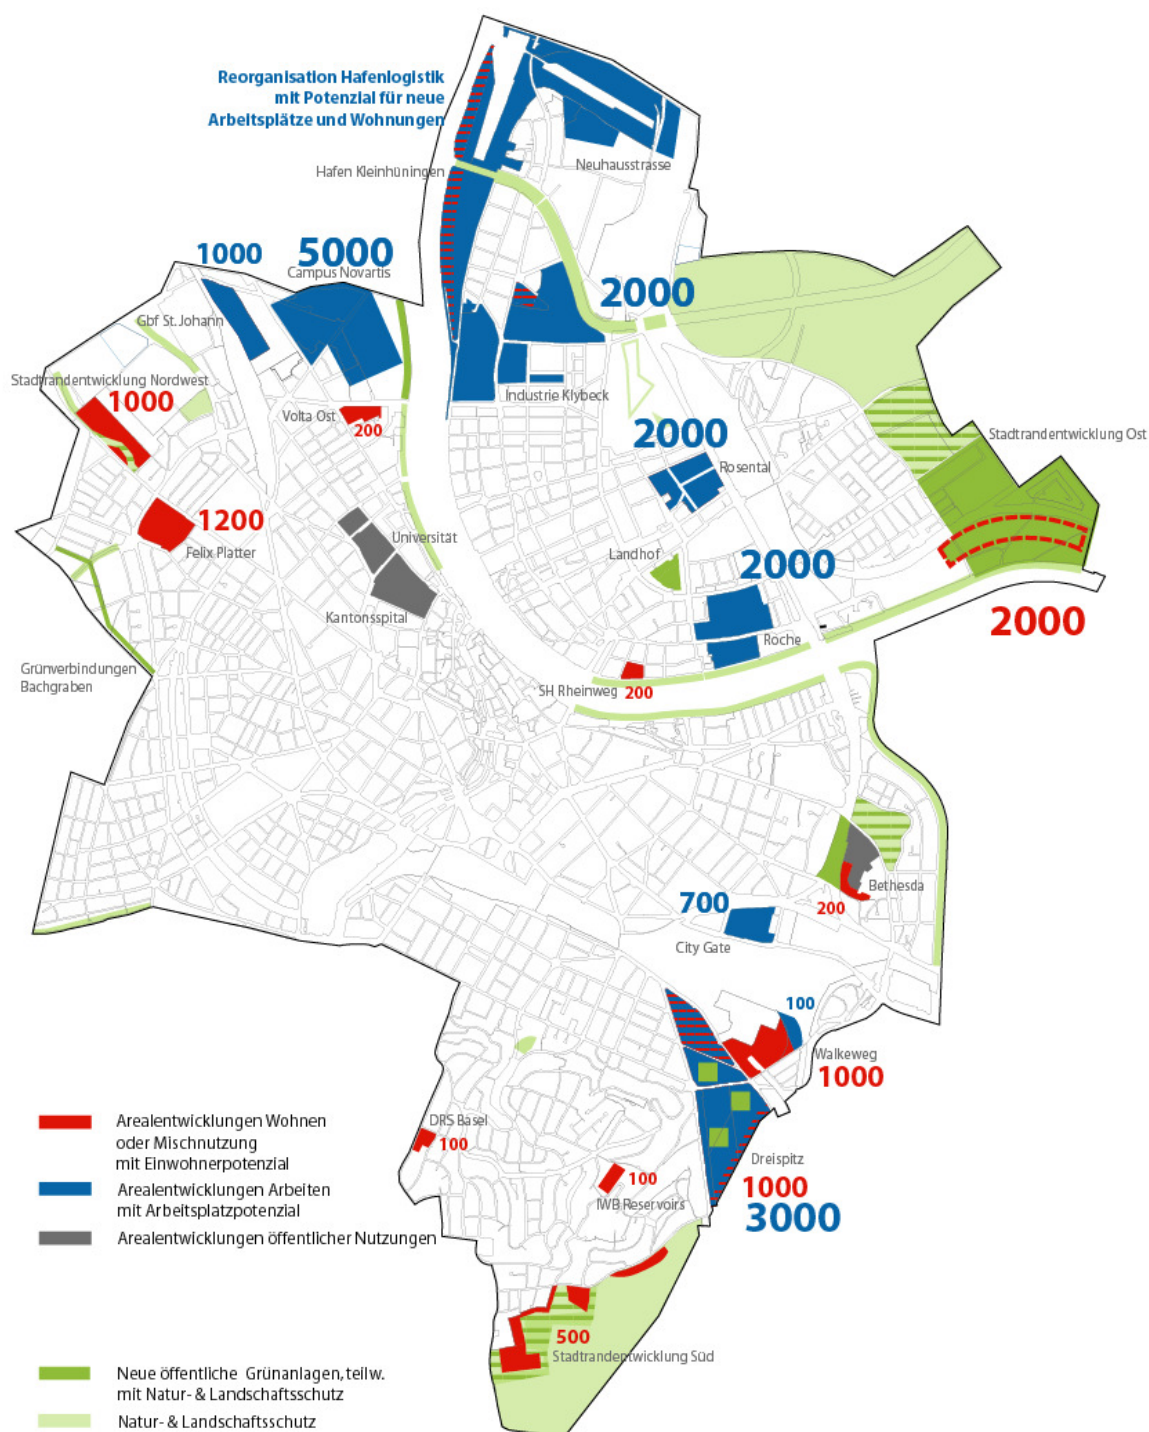 Reorganisation Hafenlogistik
mit Potenzial für neue
Arbeitsplätze und Wohnungen
Hafen Kleinhüningen
Neuhausstrasse
1000
5000
Campus Novartis
2000
Gbf St. Johann
Stadtrandentwicklung Nordwest
1000
Volta Ost
200
Industrie Klybeck
2000
Rosental
Stadtrandentwicklung Ost
1200
Felix Platter
Universität
Landhof
2000
Kantonsspital
Roche
2000
Grünverbindungen
Bachgraben
SH Rheinweg
200
Bethesda
200
700
City Gate
100
Walkeweg
1000
DRS Basel
100
100
IWB Reservoirs
Dreispitz
1000
3000
500
Stadtrandentwicklung Süd
Arealentwicklungen Wohnen
oder Mischnutzung
mit Einwohnerpotenzial
Arealentwicklungen Arbeiten
mit Arbeitsplatzpotenzial
Arealentwicklungen öffentlicher Nutzungen
Neue öffentliche Grünanlagen, teilw.
mit Natur- & Landschaftsschutz
Natur- & Landschaftsschutz